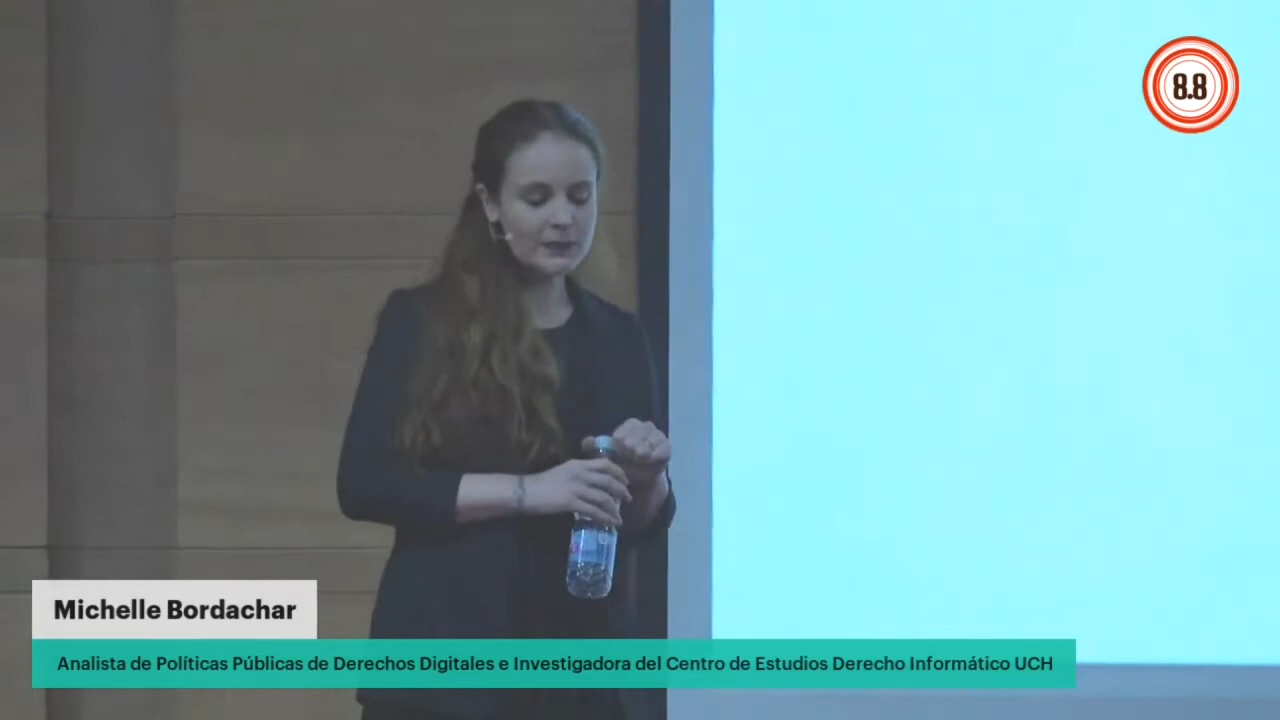 8.8
Michelle Bordachar
Analista de Políticas Públicas de Derechos Digitales e Investigadora del Centro de Estudios Derecho Informático UCH